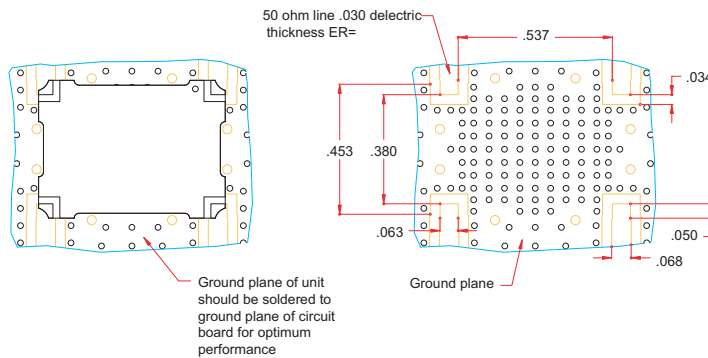 50 ohm line .030 delectric
thickness ER=
.537
.034
.453
.380
.063
.050
.068
Ground plane of unit
should be soldered to
ground plane of circuit
board for optimum
performance
Ground plane